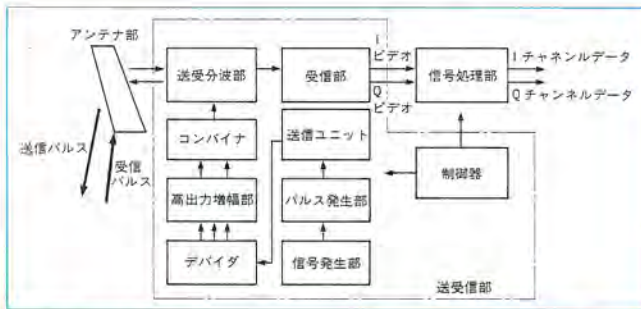 アンテナ部
送信パルス
受信
パルス
送受分波部
受信部
I
ビデオ
Q
ビデオ
信号処理部
Iチャネルデータ
Qチャンネルデータ
コンバイナ
送信ユニット
高出力増幅部
パルス発生部
制御器
デバイダ
信号発生部
送受信部